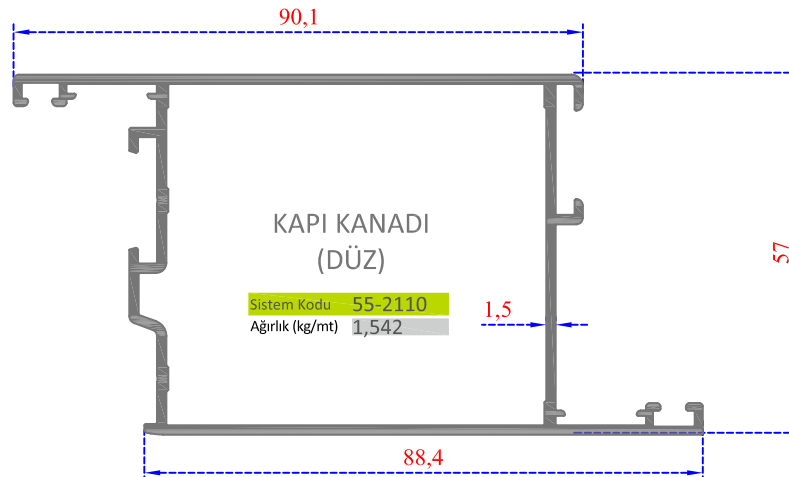 90,1
KAPI KANADI
(DÜZ)
57
Sistem Kodu 55-2110
1,5
Ağırlık (kg/mt) 1,542
88,4